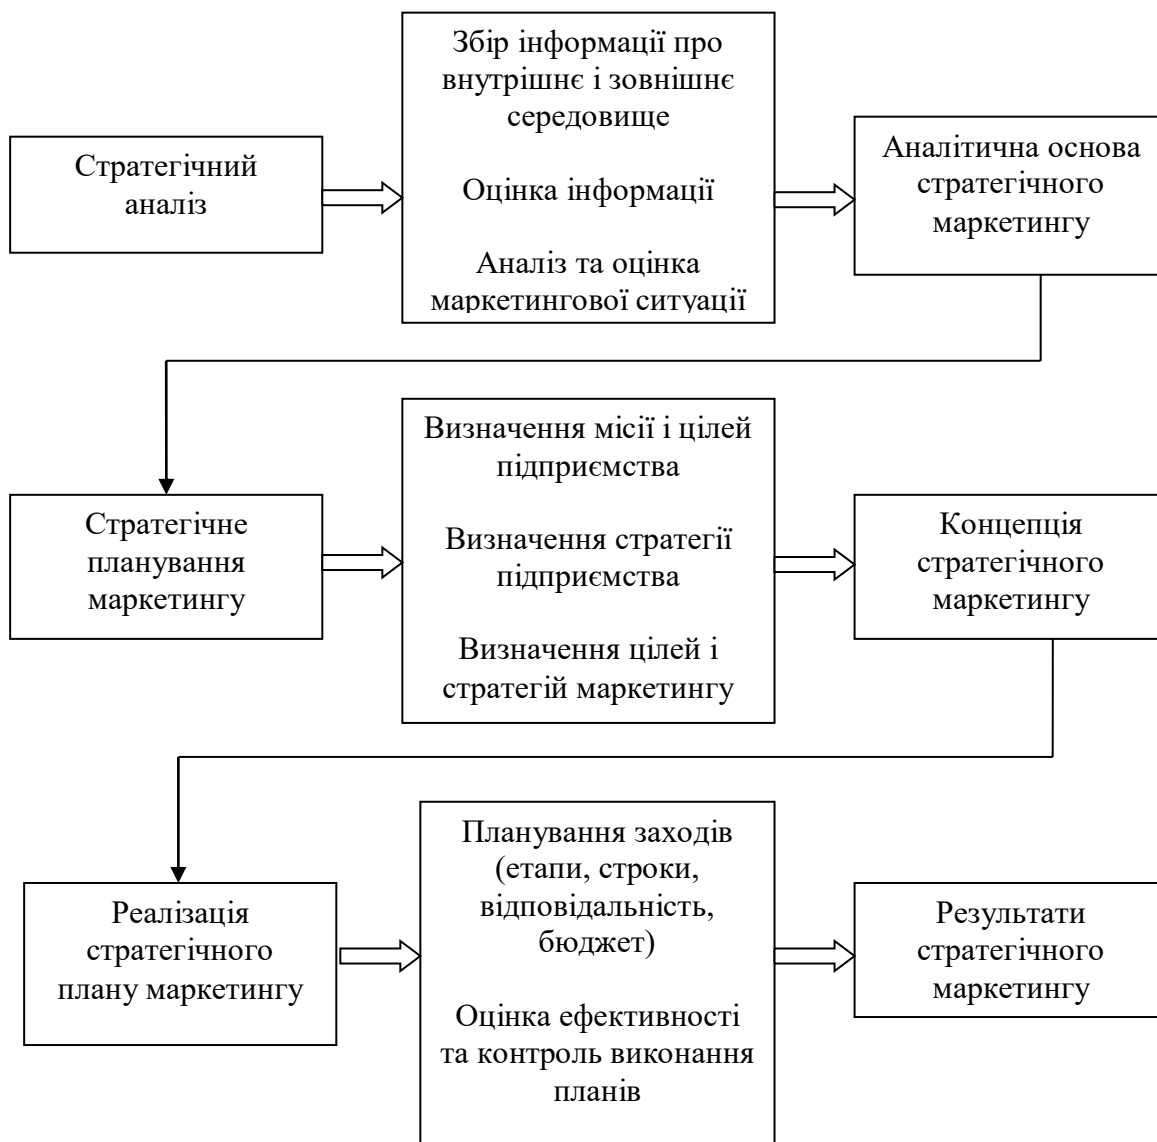 Стратегічний
аналіз
Збір інформації про
внутрішнє і зовнішнє
середовище
Оцінка інформації
Аналіз та оцінка
маркетингової ситуації
Аналітична основа
стратегічного
маркетингу
Стратегічне
планування
маркетингу
Визначення місії і цілей
підприємства
Визначення стратегії
підприємства
Визначення цілей і
стратегій маркетингу
Концепція
стратегічного
маркетингу
Реалізація
стратегічного
плану маркетингу
Планування заходів
(етапи, строки,
відповідальність,
бюджет)
Оцінка ефективності
та контроль виконання
планів
Результати
стратегічного
маркетингу